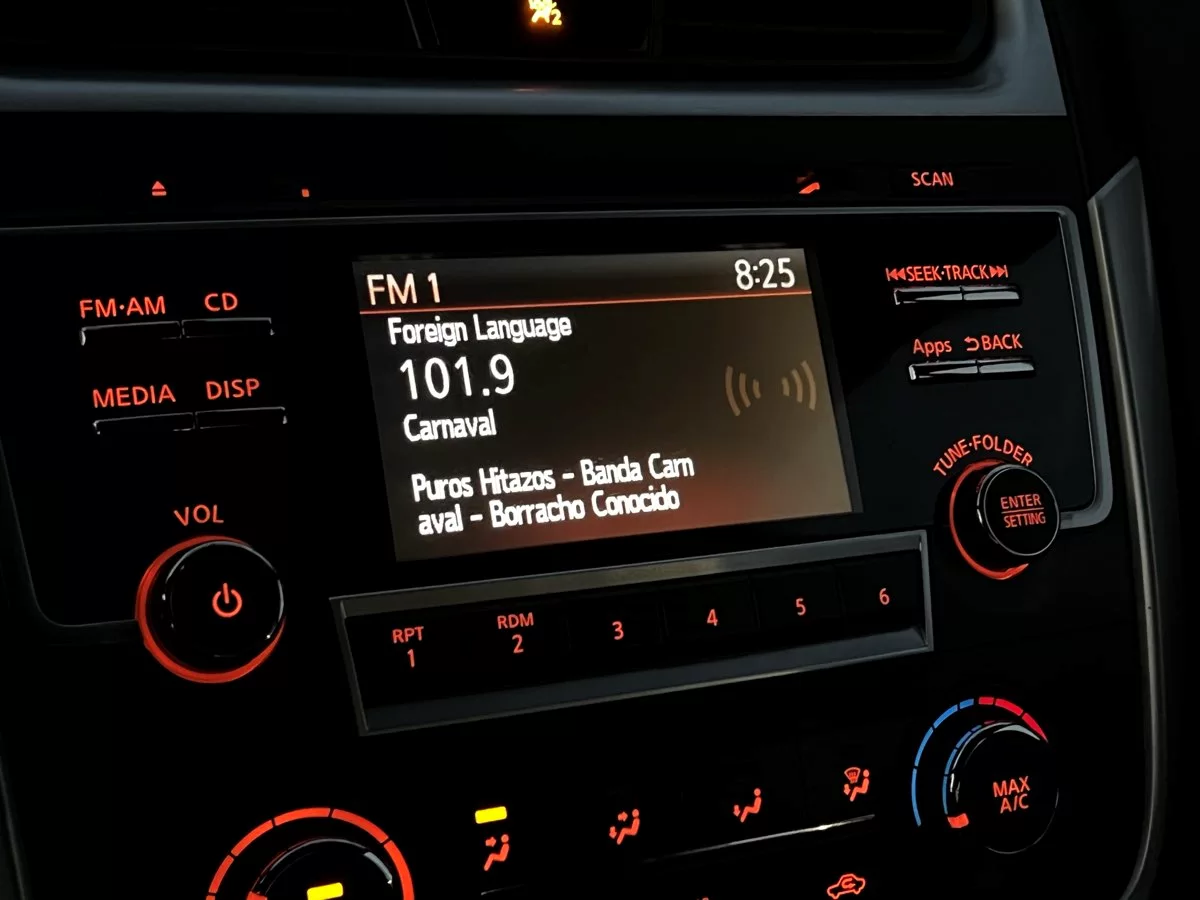 SCAN
FM 1 8:25
Foreign Language
101.9
Carnaval
Puros Hitazos - Banda Carn
aval - Borracho Conocido
FM·AM CD
MEDIA DISP
VOL
SEEK·TRACK
Apps BACK
TUNE·FOLDER
ENTER
SETTING
RPT RDM
1 2 3 4 5 6
MAX
A/C